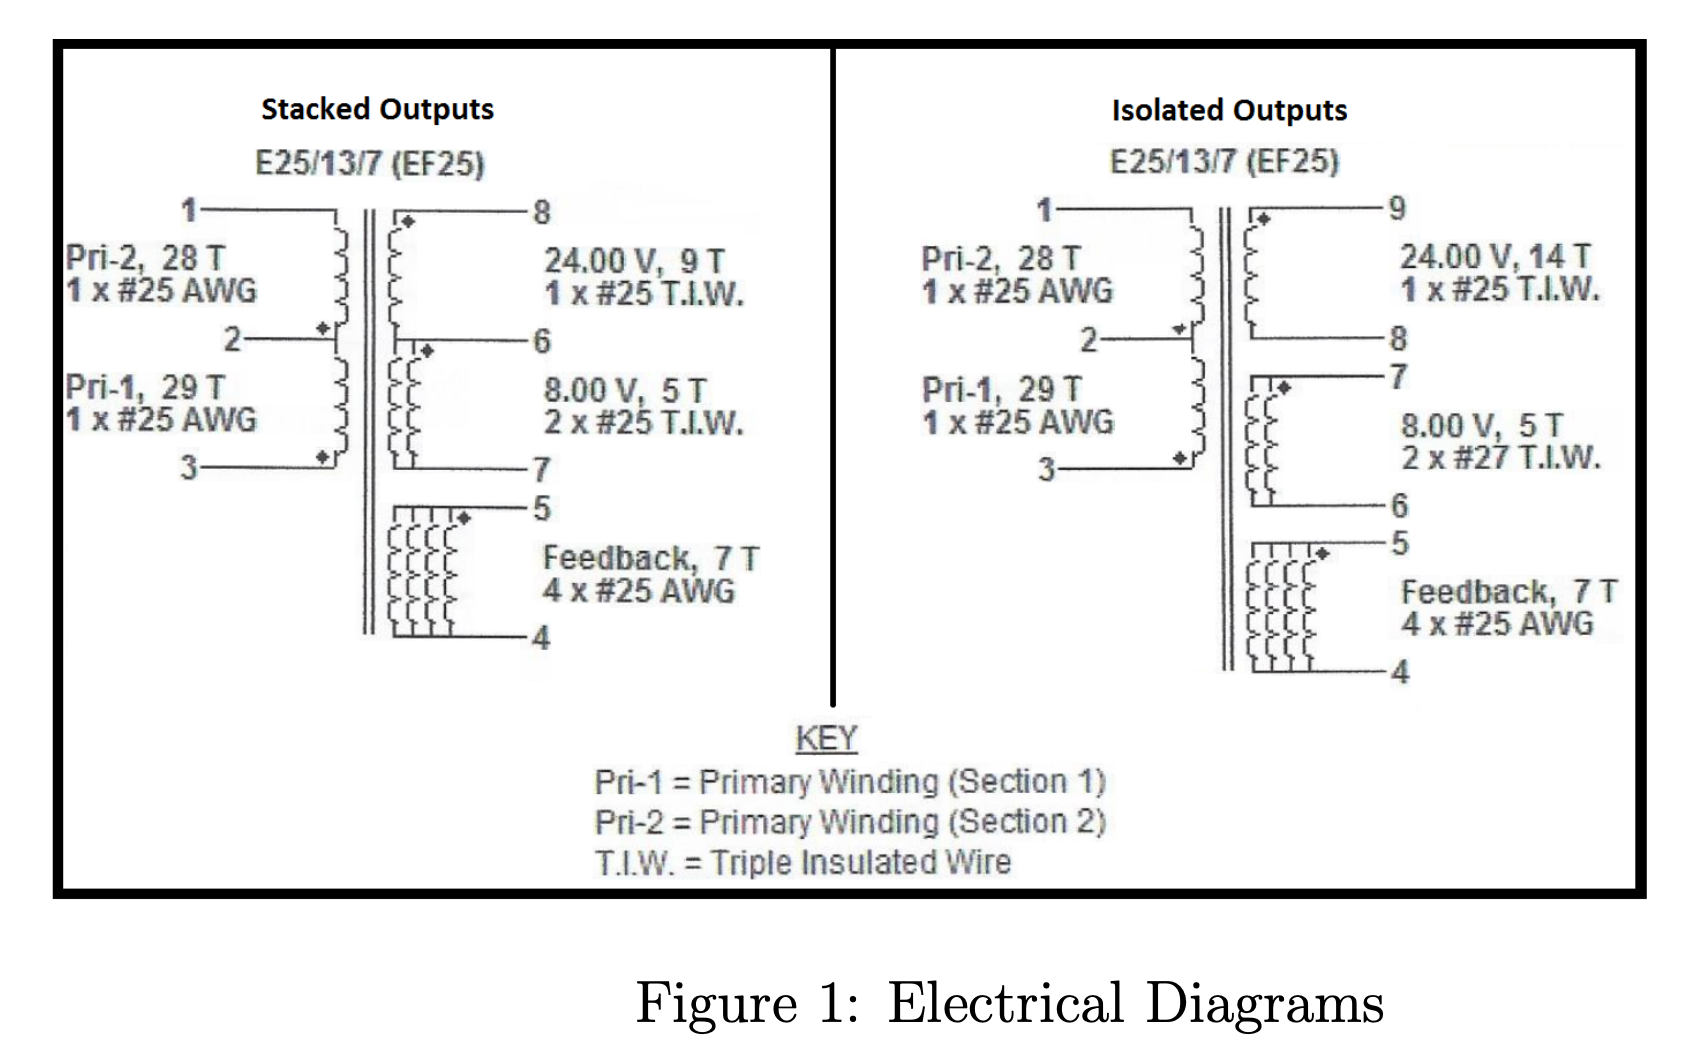 Stacked Outputs
E25/13/7 (EF25)
1
Pri-2, 28 T
1 x #25 AWG
2
Pri-1, 29 T
1 x #25 AWG
3
8
24.00 V, 9 T
1 x #25 T.I.W.
6
8.00 V, 5 T
2 x #25 T.I.W.
7
5
Feedback, 7 T
4 x #25 AWG
4
Isolated Outputs
E25/13/7 (EF25)
1
Pri-2, 28 T
1 x #25 AWG
2
Pri-1, 29 T
1 x #25 AWG
3
9
24.00 V, 14 T
1 x #25 T.I.W.
8
7
8.00 V, 5 T
2 x #27 T.I.W.
6
5
Feedback, 7 T
4 x #25 AWG
4
KEY
Pri-1 = Primary Winding (Section 1)
Pri-2 = Primary Winding (Section 2)
T.I.W. = Triple Insulated Wire
Figure 1: Electrical Diagrams